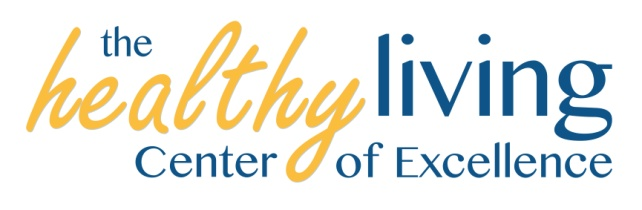 the
healthy living
Center of Excellence